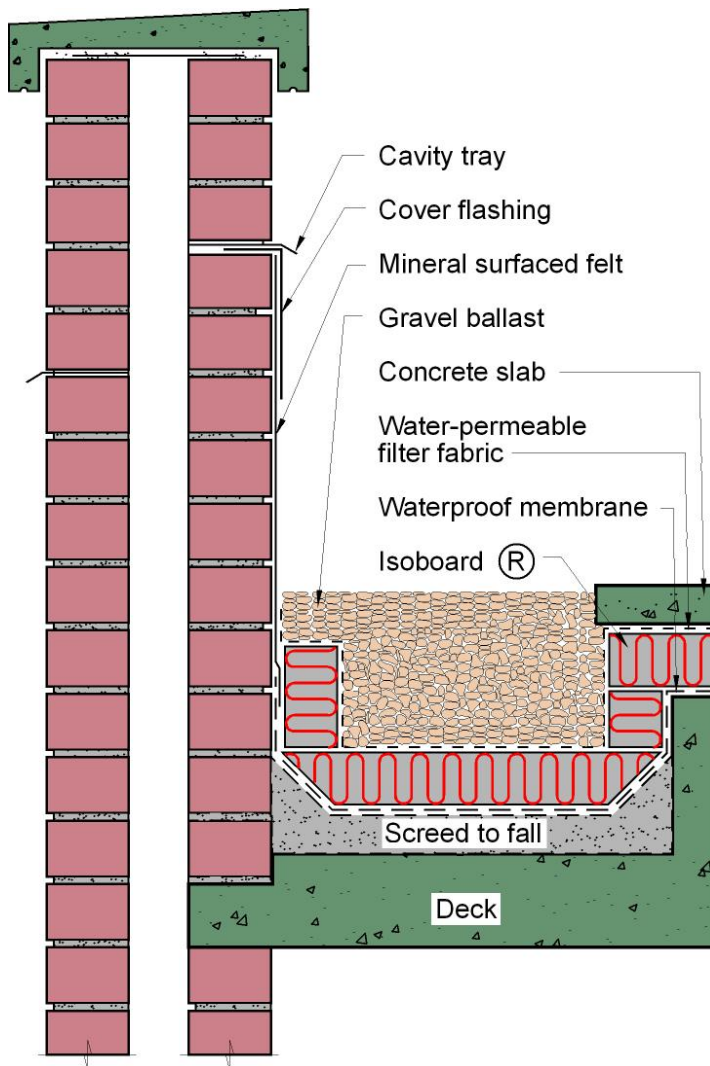 Cavity tray
Cover flashing
Mineral surfaced felt
Gravel ballast
Concrete slab
Water-permeable
filter fabric
Waterproof membrane
Isoboard Ⓡ
Screed to fall
Deck